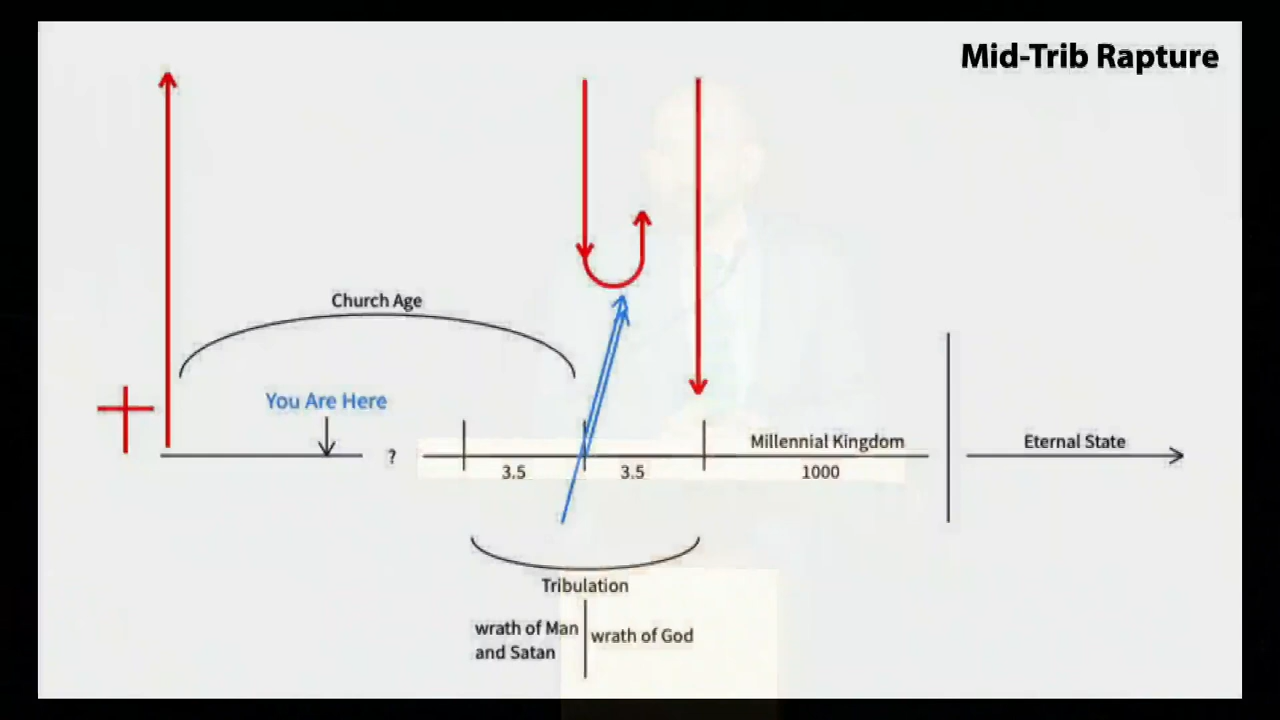 Mid-Trib Rapture
Church Age
You Are Here
?
3.5
3.5
Millennial Kingdom
1000
Eternal State
Tribulation
wrath of Man
and Satan
wrath of God